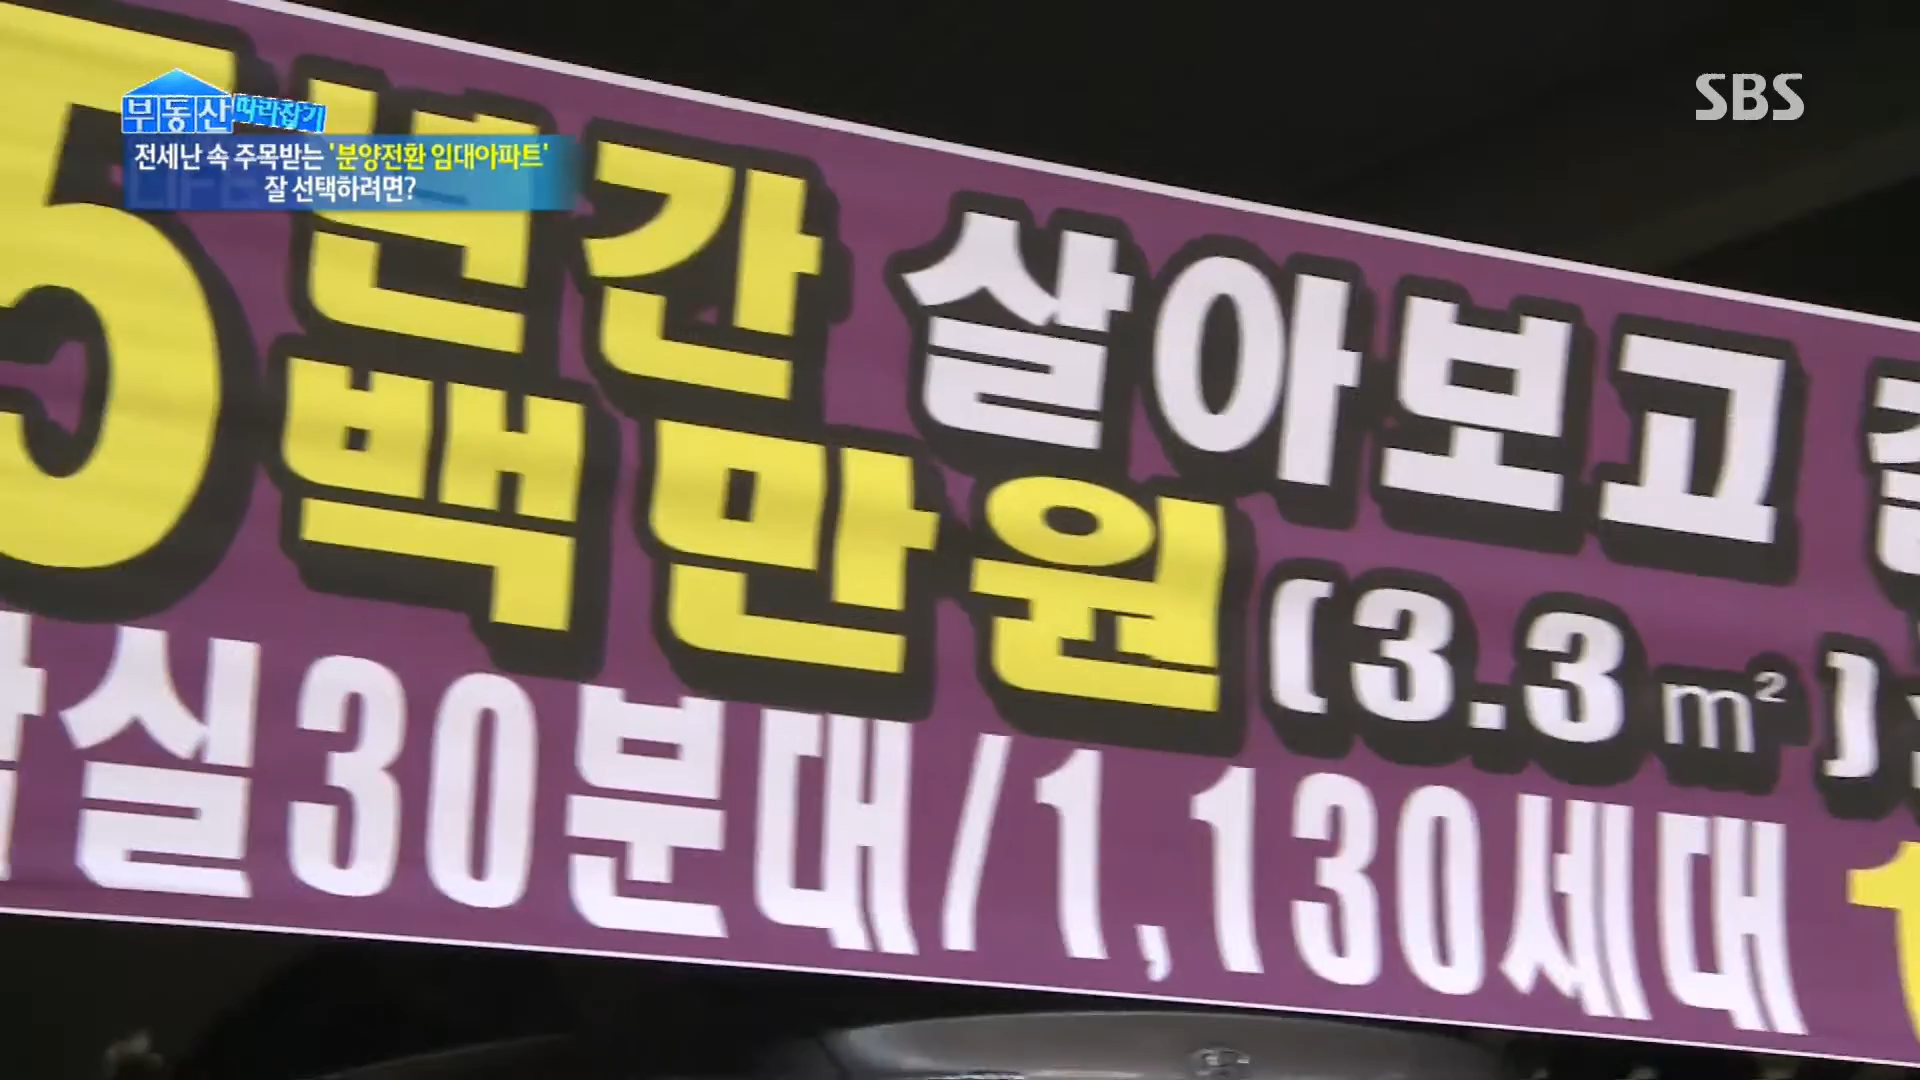 부동산 따라잡기
SBS
전세난 속 주목받는 '분양전환 임대아파트'
잘 선택하려면?
5년간 살아보고
백만원 (3.3㎡)
실30분대/1,130세대